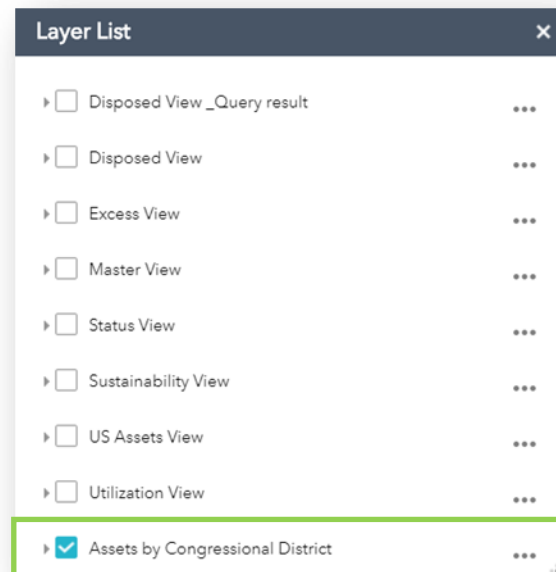 Layer List
Disposed View _Query result
Disposed View
Excess View
Master View
Status View
Sustainability View
US Assets View
Utilization View
Assets by Congressional District